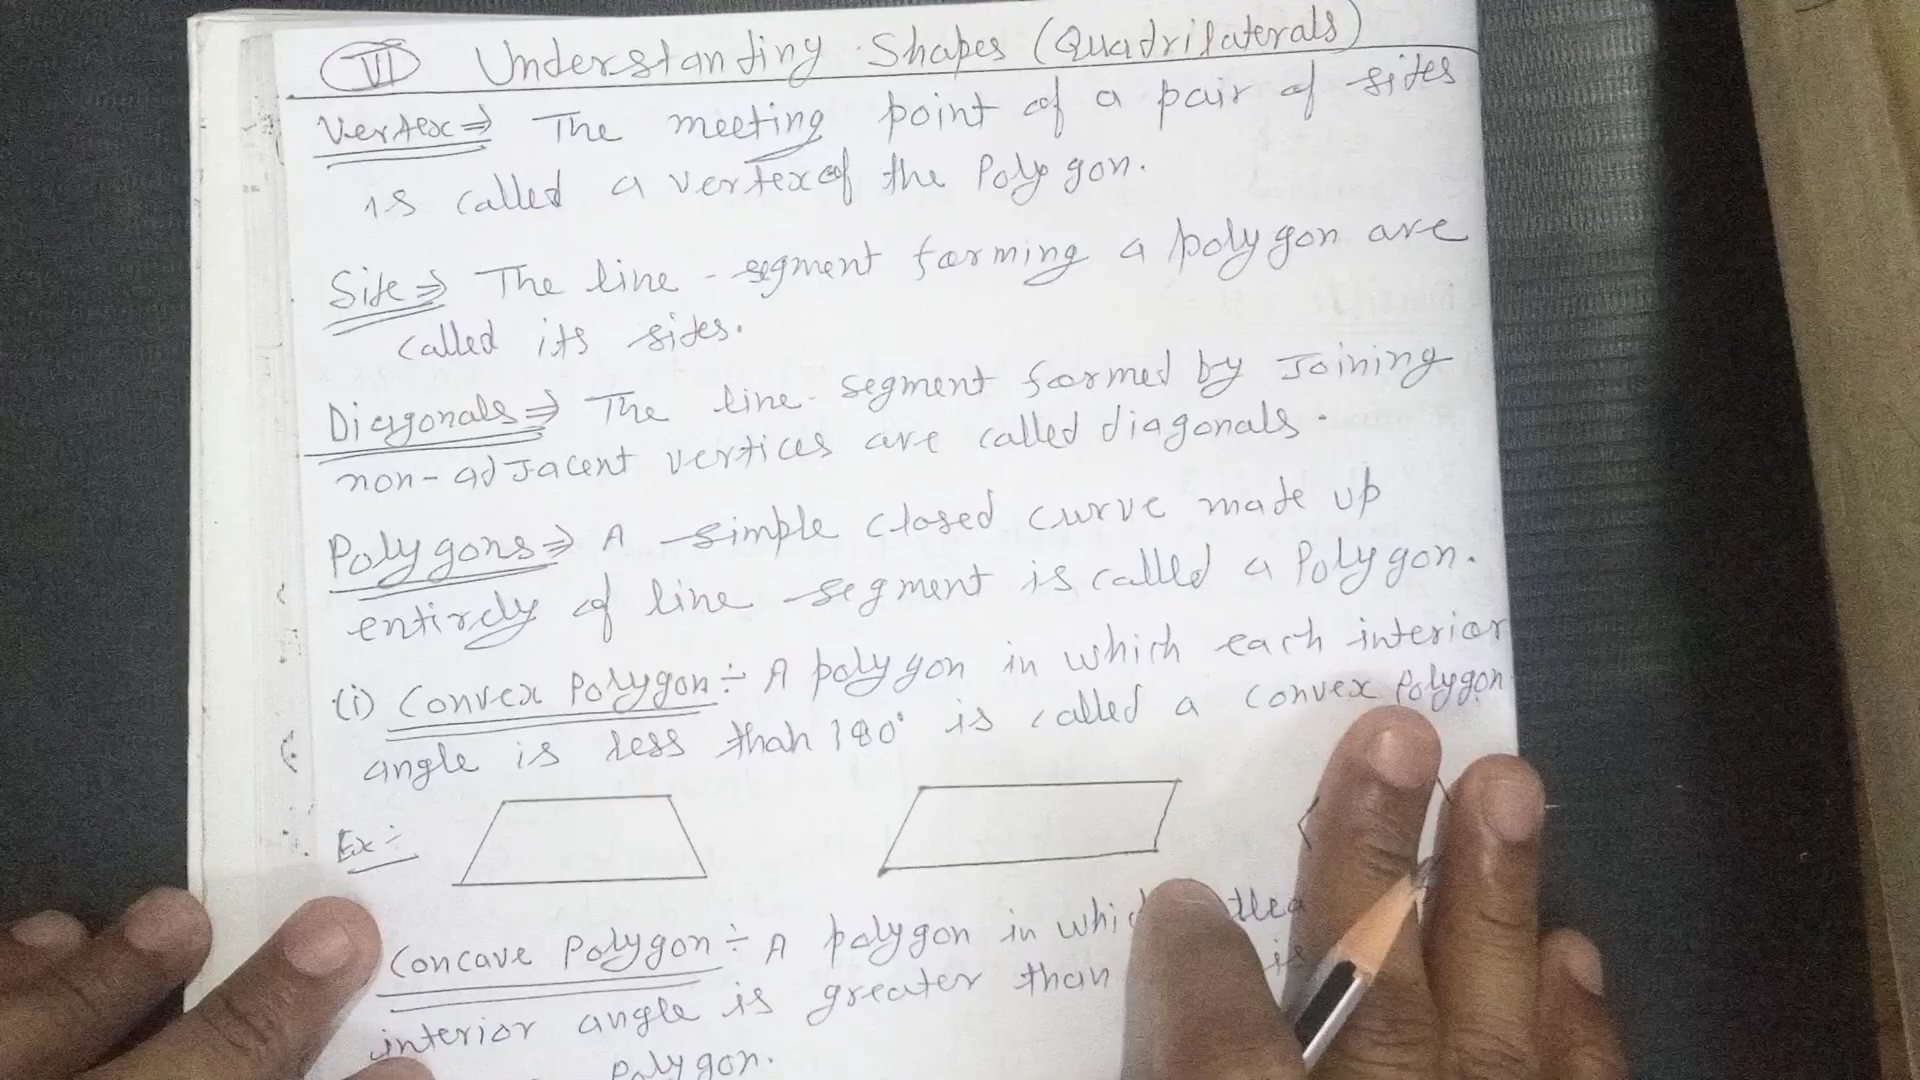 VI Understanding Shapes (Quadrilaterals)
Vertex ⇒ The meeting point of a pair of sides
is called a vertex of the Polygon.
Side ⇒ The line-segment forming a polygon are
called its sides.
Diagonals ⇒ The line-segment formed by Joining
non-adJacent vertices are called diagonals.
Polygons ⇒ A simple closed curve made up
entirely of line segment is called a Polygon.
(i) Convex Polygon ÷ A polygon in which each interior
angle is less than 180° is called a convex Polygon
Ex ÷
Concave Polygon ÷ A polygon in
interior angle is greater than is
Polygon.